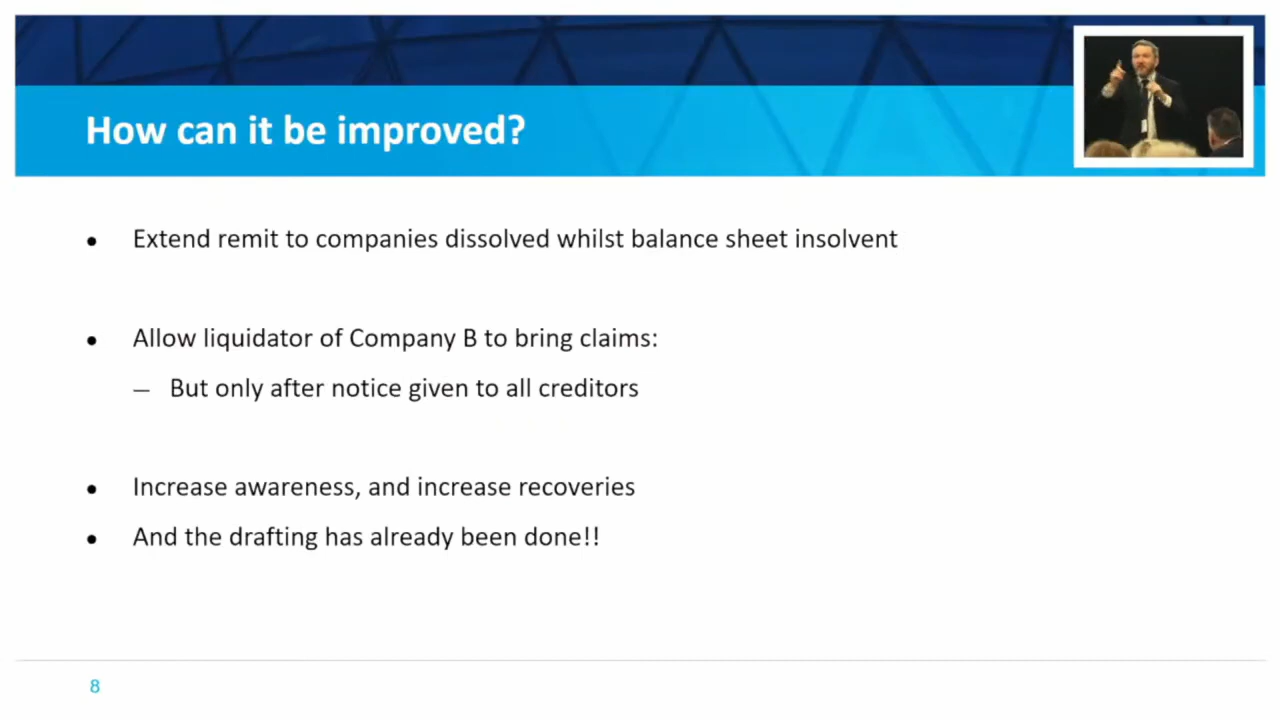 How can it be improved?
• Extend remit to companies dissolved whilst balance sheet insolvent
• Allow liquidator of Company B to bring claims:
– But only after notice given to all creditors
• Increase awareness, and increase recoveries
• And the drafting has already been done!!
8